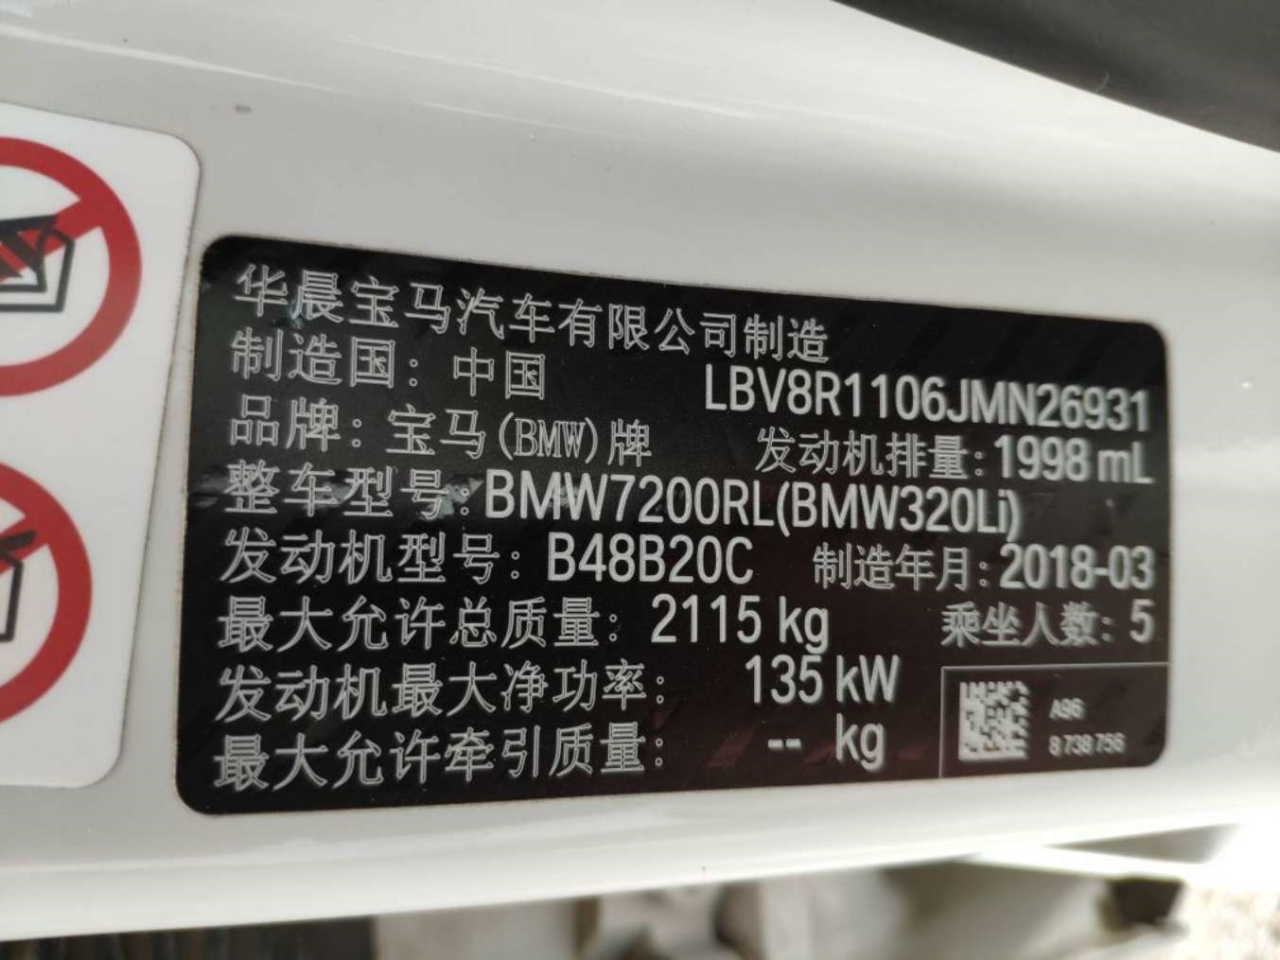 华晨宝马汽车有限公司制造
制造国：中国 LBV8R1106JMN26931
品牌：宝马(BMW)牌 发动机排量：1998 mL
整车型号：BMW7200RL(BMW320Li)
发动机型号：B48B20C 制造年月：2018-03
最大允许总质量：2115 kg 乘坐人数：5
发动机最大净功率：135 kW
最大允许牵引质量：-- kg
A96
8 738 756